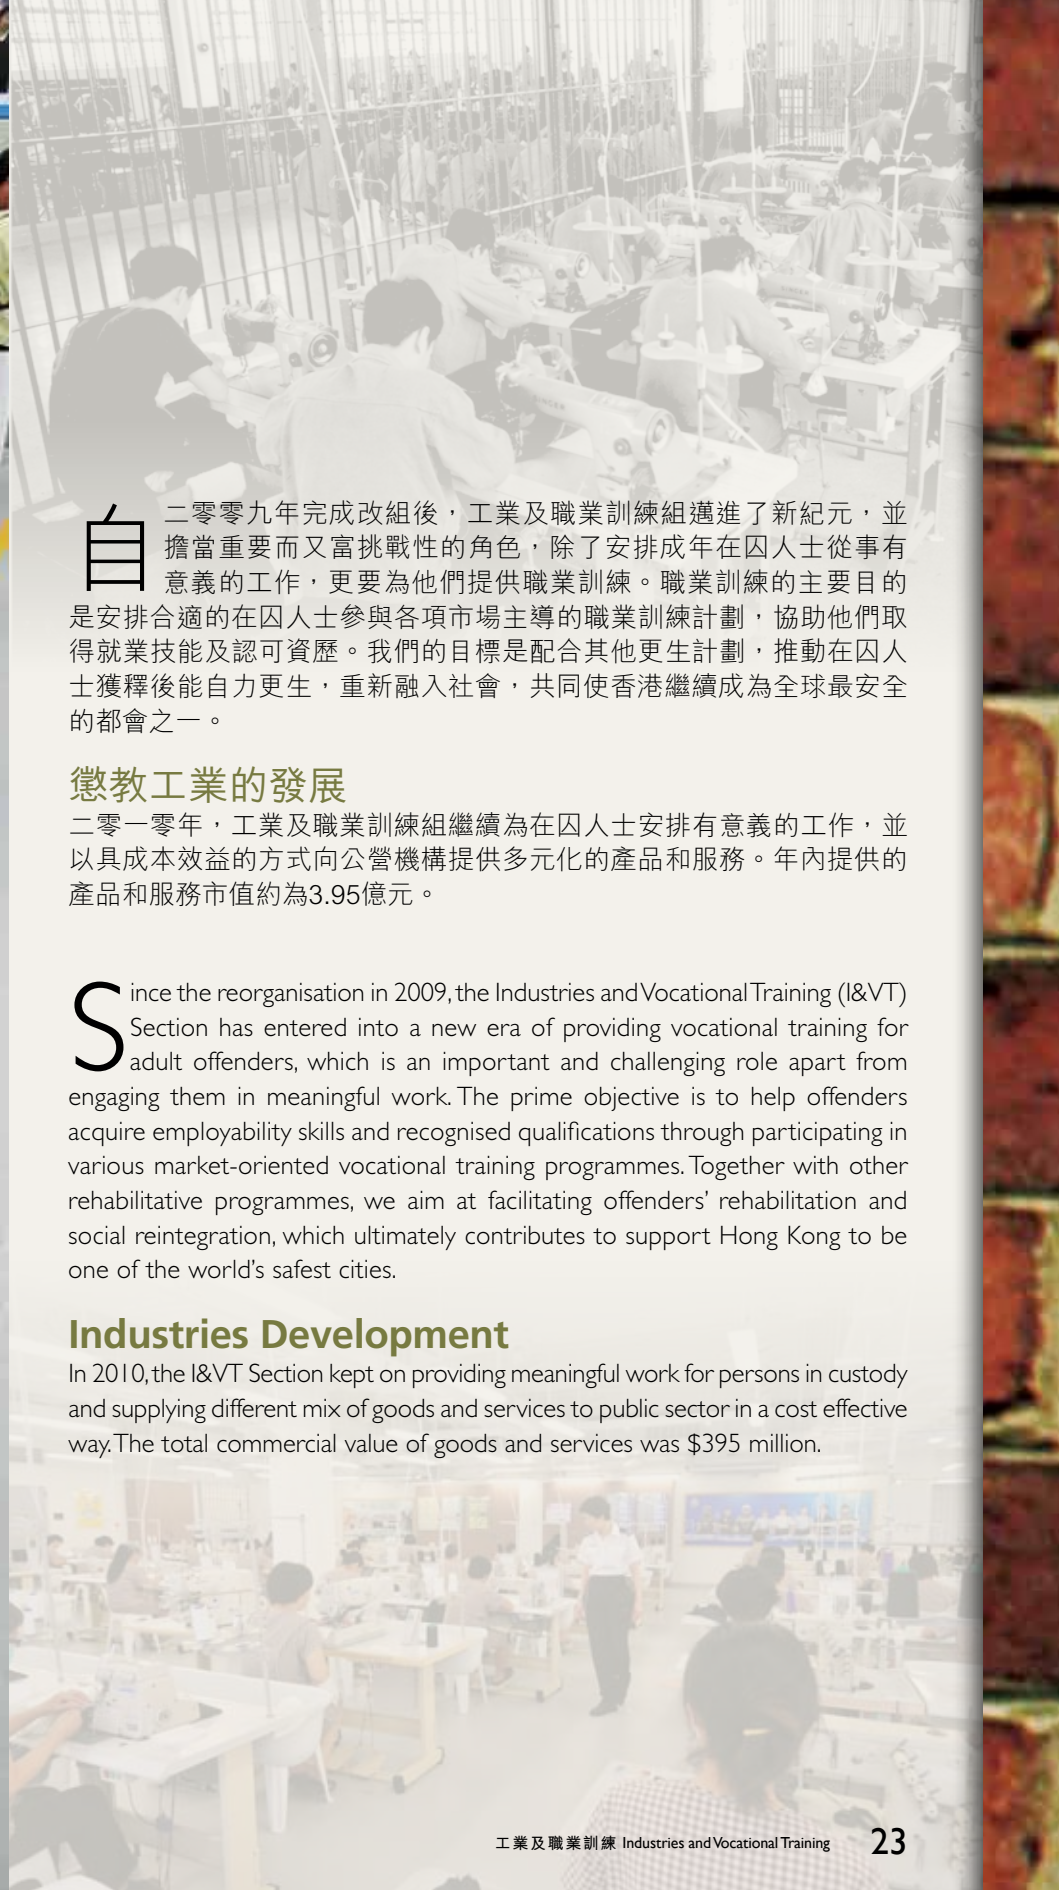 自二零零九年完成改組後，工業及職業訓練組邁進了新紀元，並
擔當重要而又富挑戰性的角色，除了安排成年在囚人士從事有
意義的工作，更要為他們提供職業訓練。職業訓練的主要目的
是安排合適的在囚人士參與各項市場主導的職業訓練計劃，協助他們取
得就業技能及認可資歷。我們的目標是配合其他更生計劃，推動在囚人
士獲釋後能自力更生，重新融入社會，共同使香港繼續成為全球最安全
的都會之一。
懲教工業的發展
二零一零年，工業及職業訓練組繼續為在囚人士安排有意義的工作，並
以具成本效益的方式向公營機構提供多元化的產品和服務。年內提供的
產品和服務市值約為3.95億元。
Since the reorganisation in 2009, the Industries and Vocational Training (I&VT)
Section has entered into a new era of providing vocational training for
adult offenders, which is an important and challenging role apart from
engaging them in meaningful work. The prime objective is to help offenders
acquire employability skills and recognised qualifications through participating in
various market-oriented vocational training programmes. Together with other
rehabilitative programmes, we aim at facilitating offenders’ rehabilitation and
social reintegration, which ultimately contributes to support Hong Kong to be
one of the world’s safest cities.
Industries Development
In 2010, the I&VT Section kept on providing meaningful work for persons in custody
and supplying different mix of goods and services to public sector in a cost effective
way. The total commercial value of goods and services was $395 million.
工業及職業訓練 Industries and Vocational Training 23